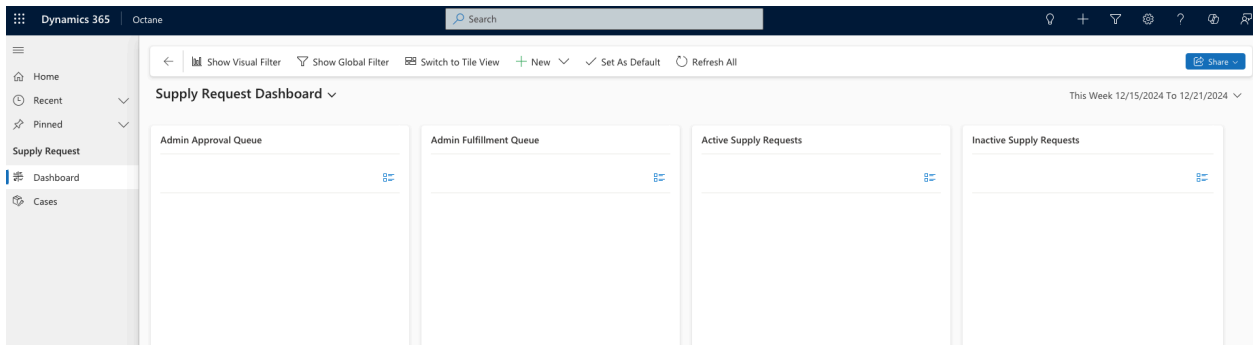 Dynamics 365 Octane Search
Home
Recent
Pinned
Supply Request
Dashboard
Cases
Show Visual Filter Show Global Filter Switch to Tile View New Set As Default Refresh All Share
Supply Request Dashboard This Week 12/15/2024 To 12/21/2024
Admin Approval Queue Admin Fulfillment Queue Active Supply Requests Inactive Supply Requests